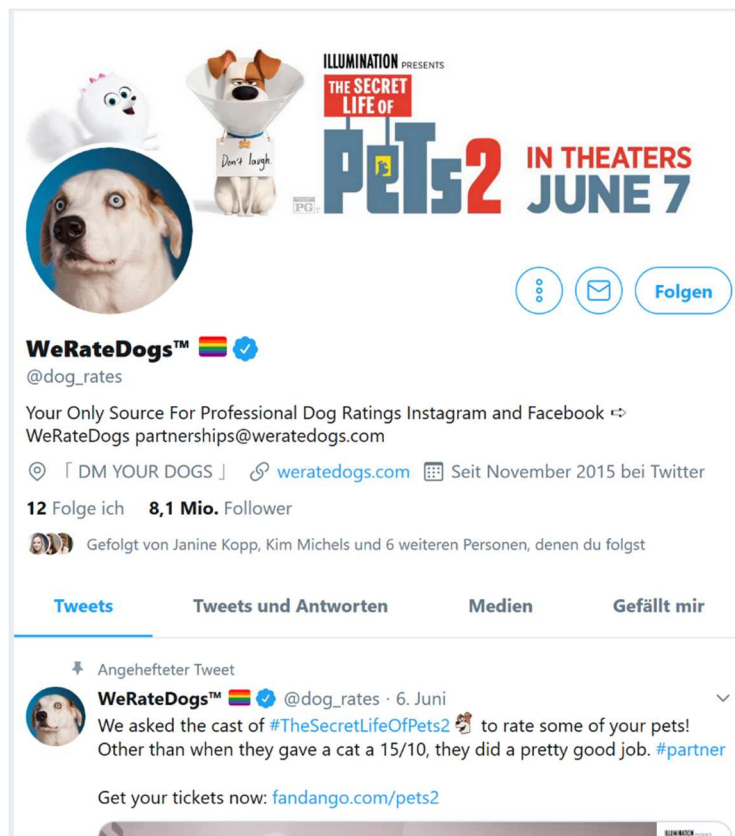 ILLUMINATION PRESENTS
THE SECRET
LIFE OF
PETS 2
IN THEATERS
JUNE 7
Don't laugh.
PG
Folgen
WeRateDogs™
@dog_rates
Your Only Source For Professional Dog Ratings Instagram and Facebook ➪
WeRateDogs partnerships@weratedogs.com
「 DM YOUR DOGS 」 weratedogs.com Seit November 2015 bei Twitter
12 Folge ich 8,1 Mio. Follower
Gefolgt von Janine Kopp, Kim Michels und 6 weiteren Personen, denen du folgst
Tweets Tweets und Antworten Medien Gefällt mir
Angehefteter Tweet
WeRateDogs™ @dog_rates · 6. Juni
We asked the cast of #TheSecretLifeOfPets2 to rate some of your pets!
Other than when they gave a cat a 15/10, they did a pretty good job. #partner
Get your tickets now: fandango.com/pets2